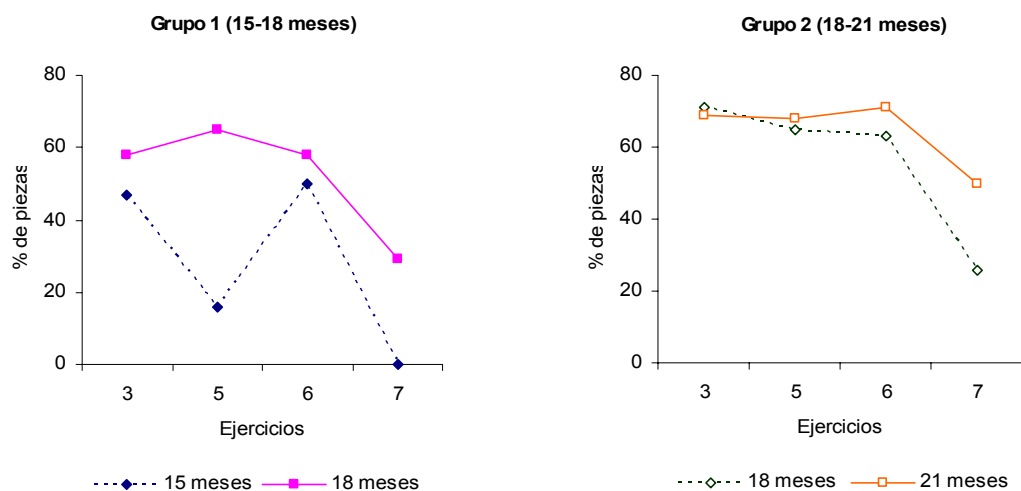 Grupo 1 (15-18 meses)
80
60
40
20
0
% de piezas
3 5 6 7
Ejercicios
15 meses 18 meses
Grupo 2 (18-21 meses)
80
60
40
20
0
% de piezas
3 5 6 7
Ejercicios
18 meses 21 meses